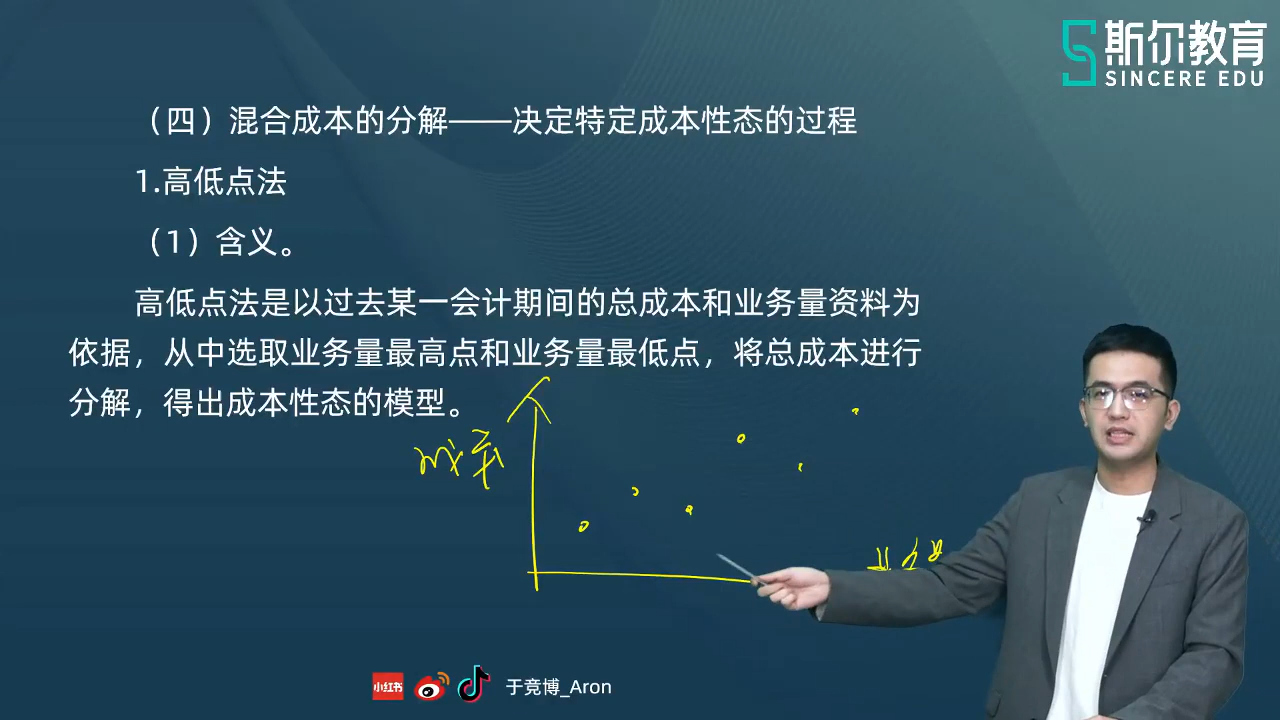 斯尔教育
SINCERE EDU
（四）混合成本的分解——决定特定成本性态的过程
1.高低点法
（1）含义。
高低点法是以过去某一会计期间的总成本和业务量资料为
依据，从中选取业务量最高点和业务量最低点，将总成本进行
分解，得出成本性态的模型。
成本
小红书
于竞博_Aron